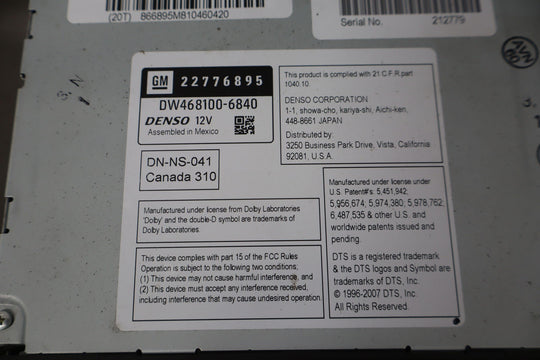 (20T) 866895M810460420
Serial No. 212779
GM 22776895
DW468100-6840
DENSO 12V
Assembled in Mexico
DN-NS-041
Canada 310
Manufactured under license from Dolby Laboratories
'Dolby' and the double-D symbol are trademarks of
Dolby Laboratories.
This device complies with part 15 of the FCC Rules
Operation is subject to the following two conditions;
(1) This device may not cause harmful interference, and
(2) This device must accept any interference received,
including interference that may cause undesired operation.
This product is complied with 21 C.F.R.part
1040.10.
DENSO CORPORATION
1-1, showa-cho, kariya-shi, Aichi-ken,
448-8661 JAPAN
Distributed by:
3250 Business Park Drive, Vista, California
92081, U.S.A.
Manufactured under license under
U.S. Patent#'s: 5,451,942,
5,956,674; 5,974,380; 5,978,762;
6,487,535 & other U.S. and
worldwide patents issued and
pending.
DTS is a registered trademark
& the DTS logos and Symbol are
trademarks of DTS, Inc.
© 1996-2007 DTS, Inc.
All Rights Reserved.